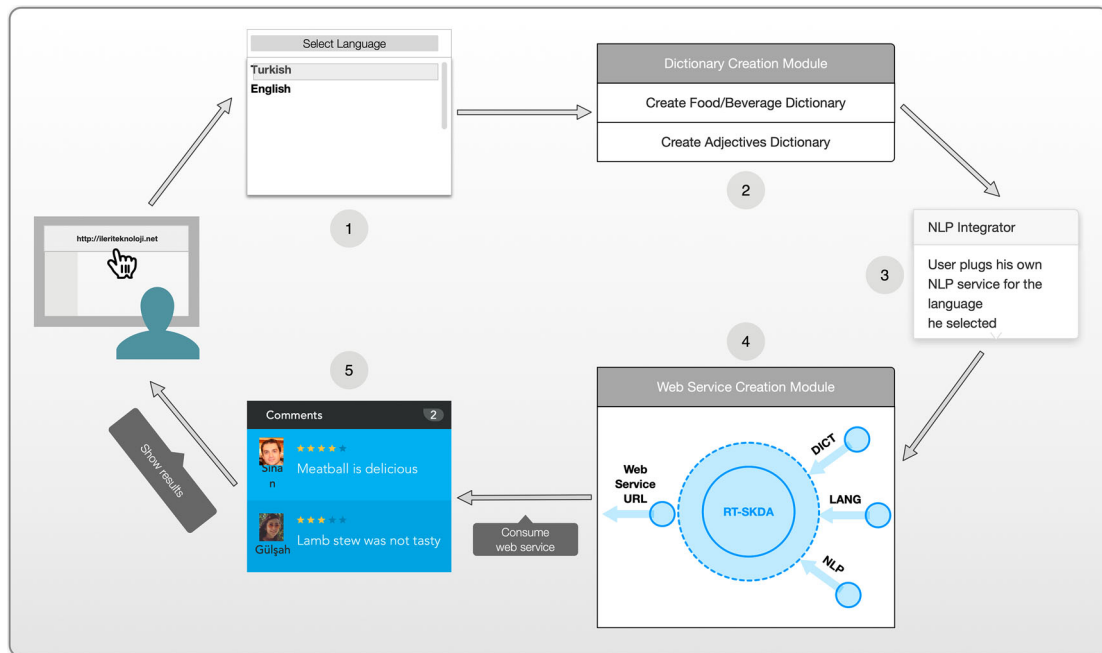 Select Language
Turkish
English
1
Dictionary Creation Module
Create Food/Beverage Dictionary
Create Adjectives Dictionary
2
http://ileriteknoloji.net
NLP Integrator
User plugs his own
NLP service for the
language
he selected
3
4
Web Service Creation Module
DICT
LANG
NLP
RT-SKDA
Web
Service
URL
Consume
web service
5
Comments
2
Sina
n
Meatball is delicious
Gülşah
Lamb stew was not tasty
Show results